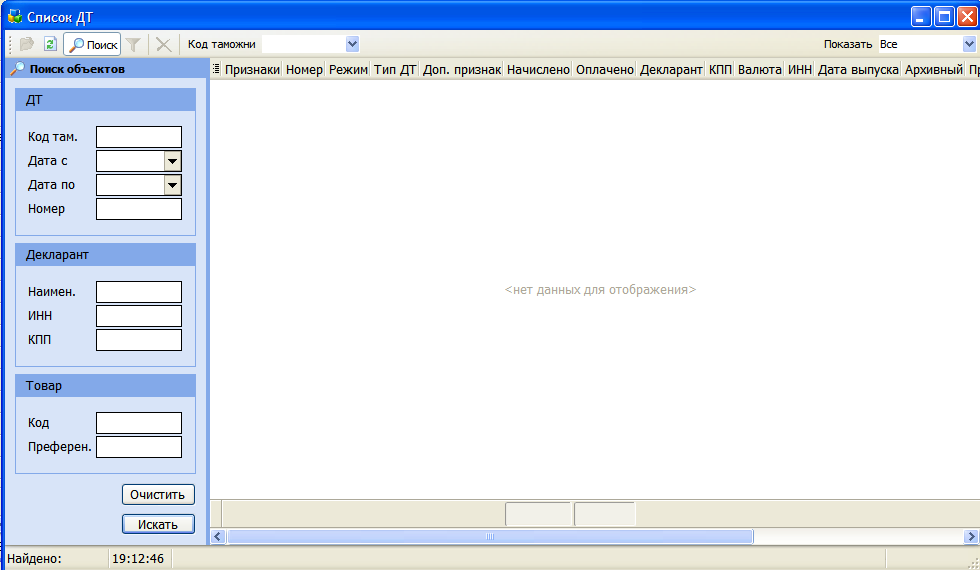 Список ДТ
Поиск Код таможни Показать Все
Поиск объектов
Признаки Номер Режим Тип ДТ Доп. признак Начислено Оплачено Декларант КПП Валюта ИНН Дата выпуска Архивный
ДТ
Код там.
Дата с
Дата по
Номер
Декларант
Наимен.
ИНН
КПП
<нет данных для отображения>
Товар
Код
Преферен.
Очистить
Искать
Найдено: 19:12:46